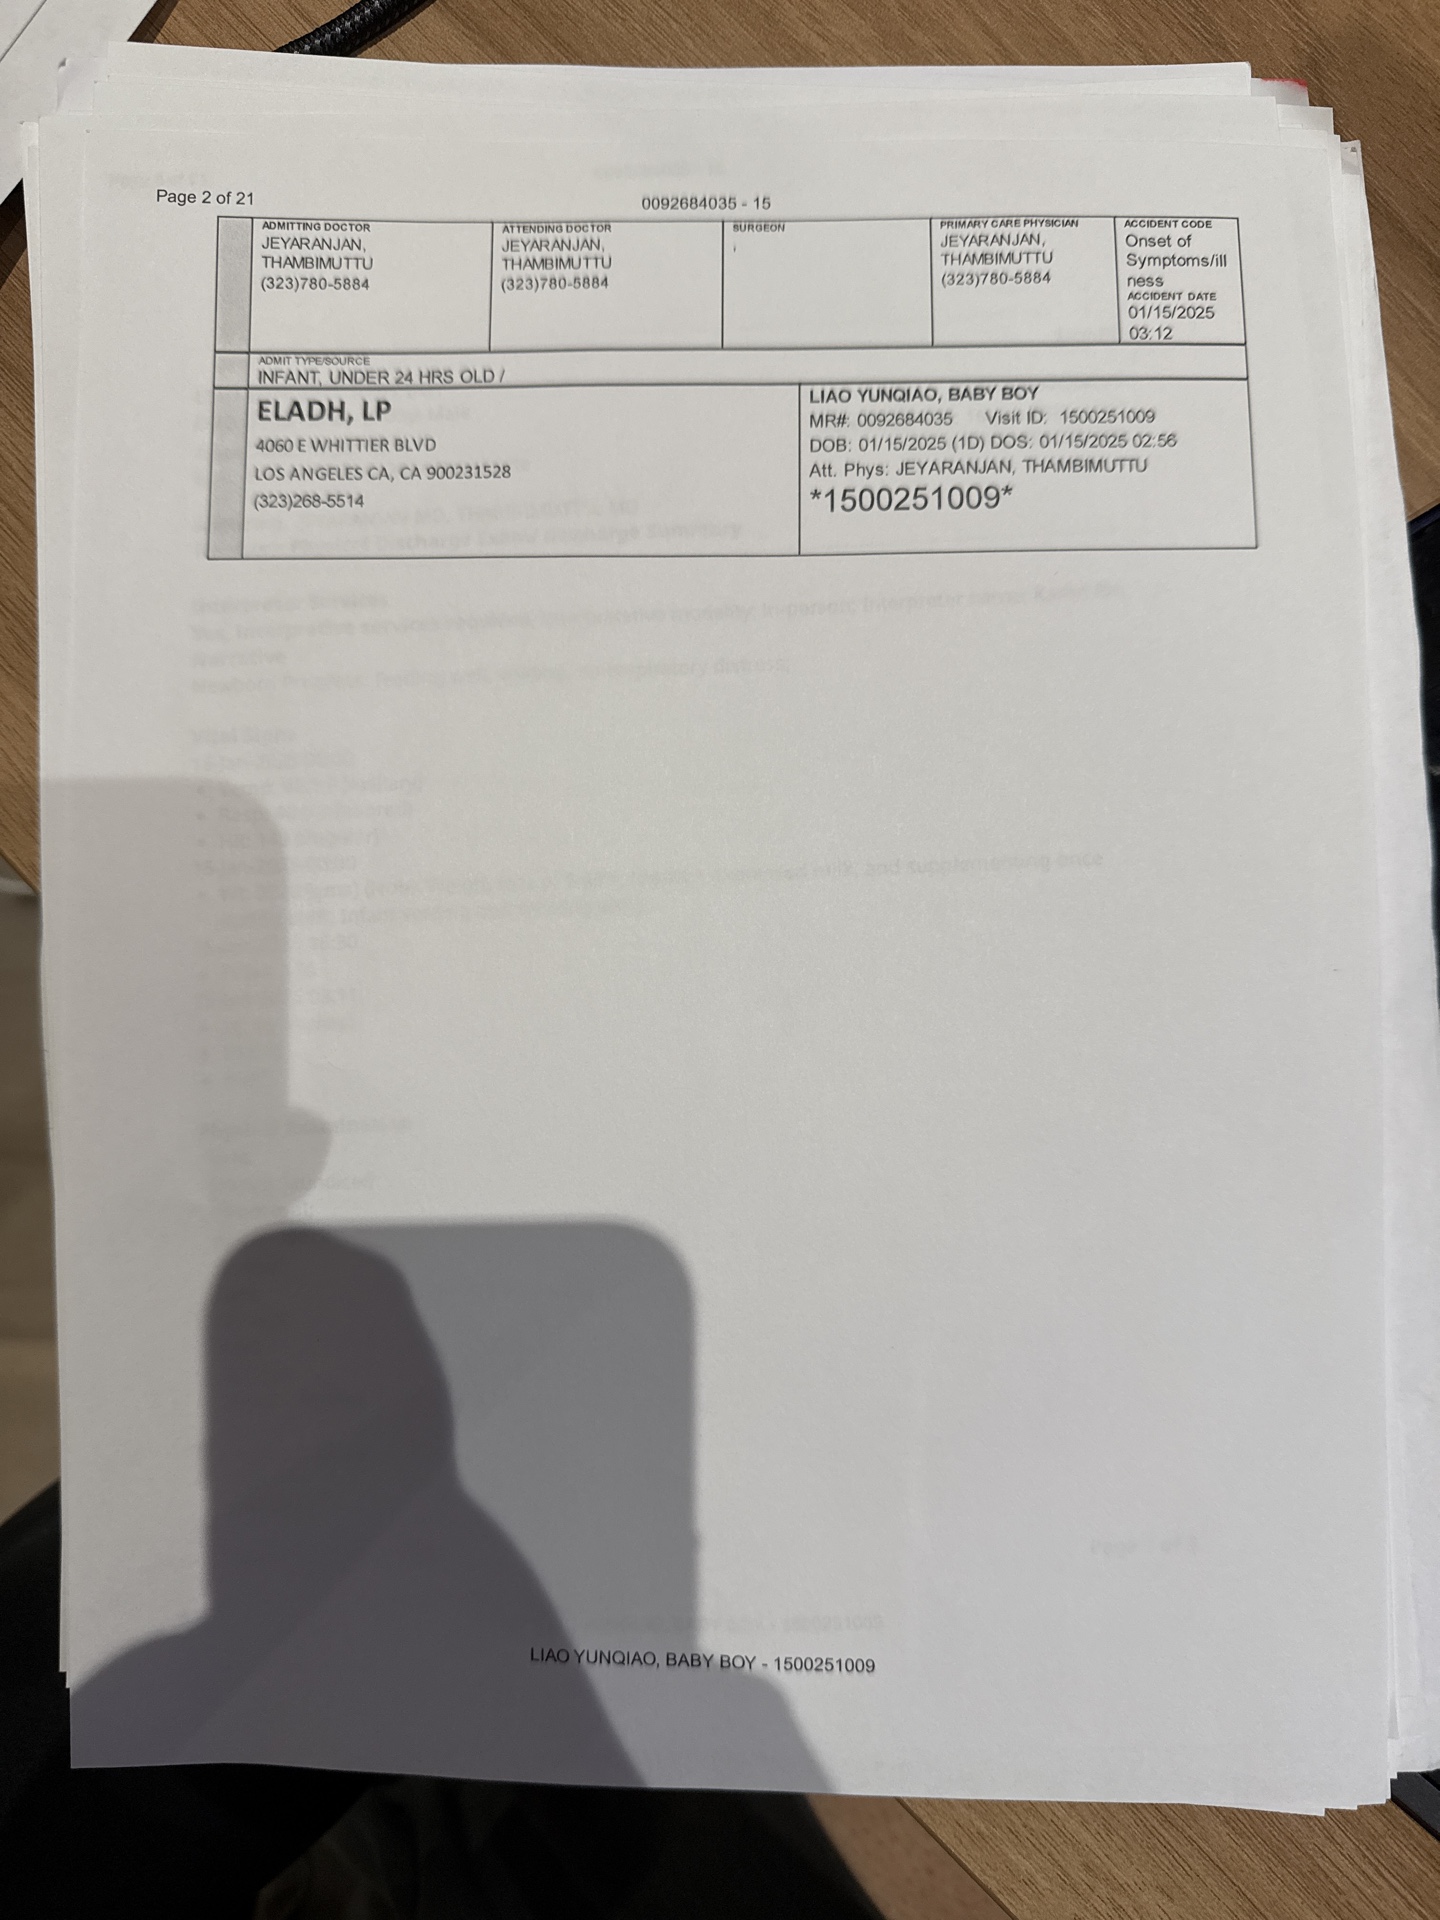 Page 2 of 21
0092684035 - 15
ADMITTING DOCTOR
JEYARANJAN,
THAMBIMUTTU
(323)780-5884
ATTENDING DOCTOR
JEYARANJAN,
THAMBIMUTTU
(323)780-5884
SURGEON
,
PRIMARY CARE PHYSICIAN
JEYARANJAN,
THAMBIMUTTU
(323)780-5884
ACCIDENT CODE
Onset of
Symptoms/ill
ness
ACCIDENT DATE
01/15/2025
03:12
ADMIT TYPE/SOURCE
INFANT, UNDER 24 HRS OLD /
ELADH, LP
4060 E WHITTIER BLVD
LOS ANGELES CA, CA 900231528
(323)268-5514
LIAO YUNQIAO, BABY BOY
MR#: 0092684035 Visit ID: 1500251009
DOB: 01/15/2025 (1D) DOS: 01/15/2025 02:56
Att. Phys: JEYARANJAN, THAMBIMUTTU
*1500251009*
LIAO YUNQIAO, BABY BOY - 1500251009